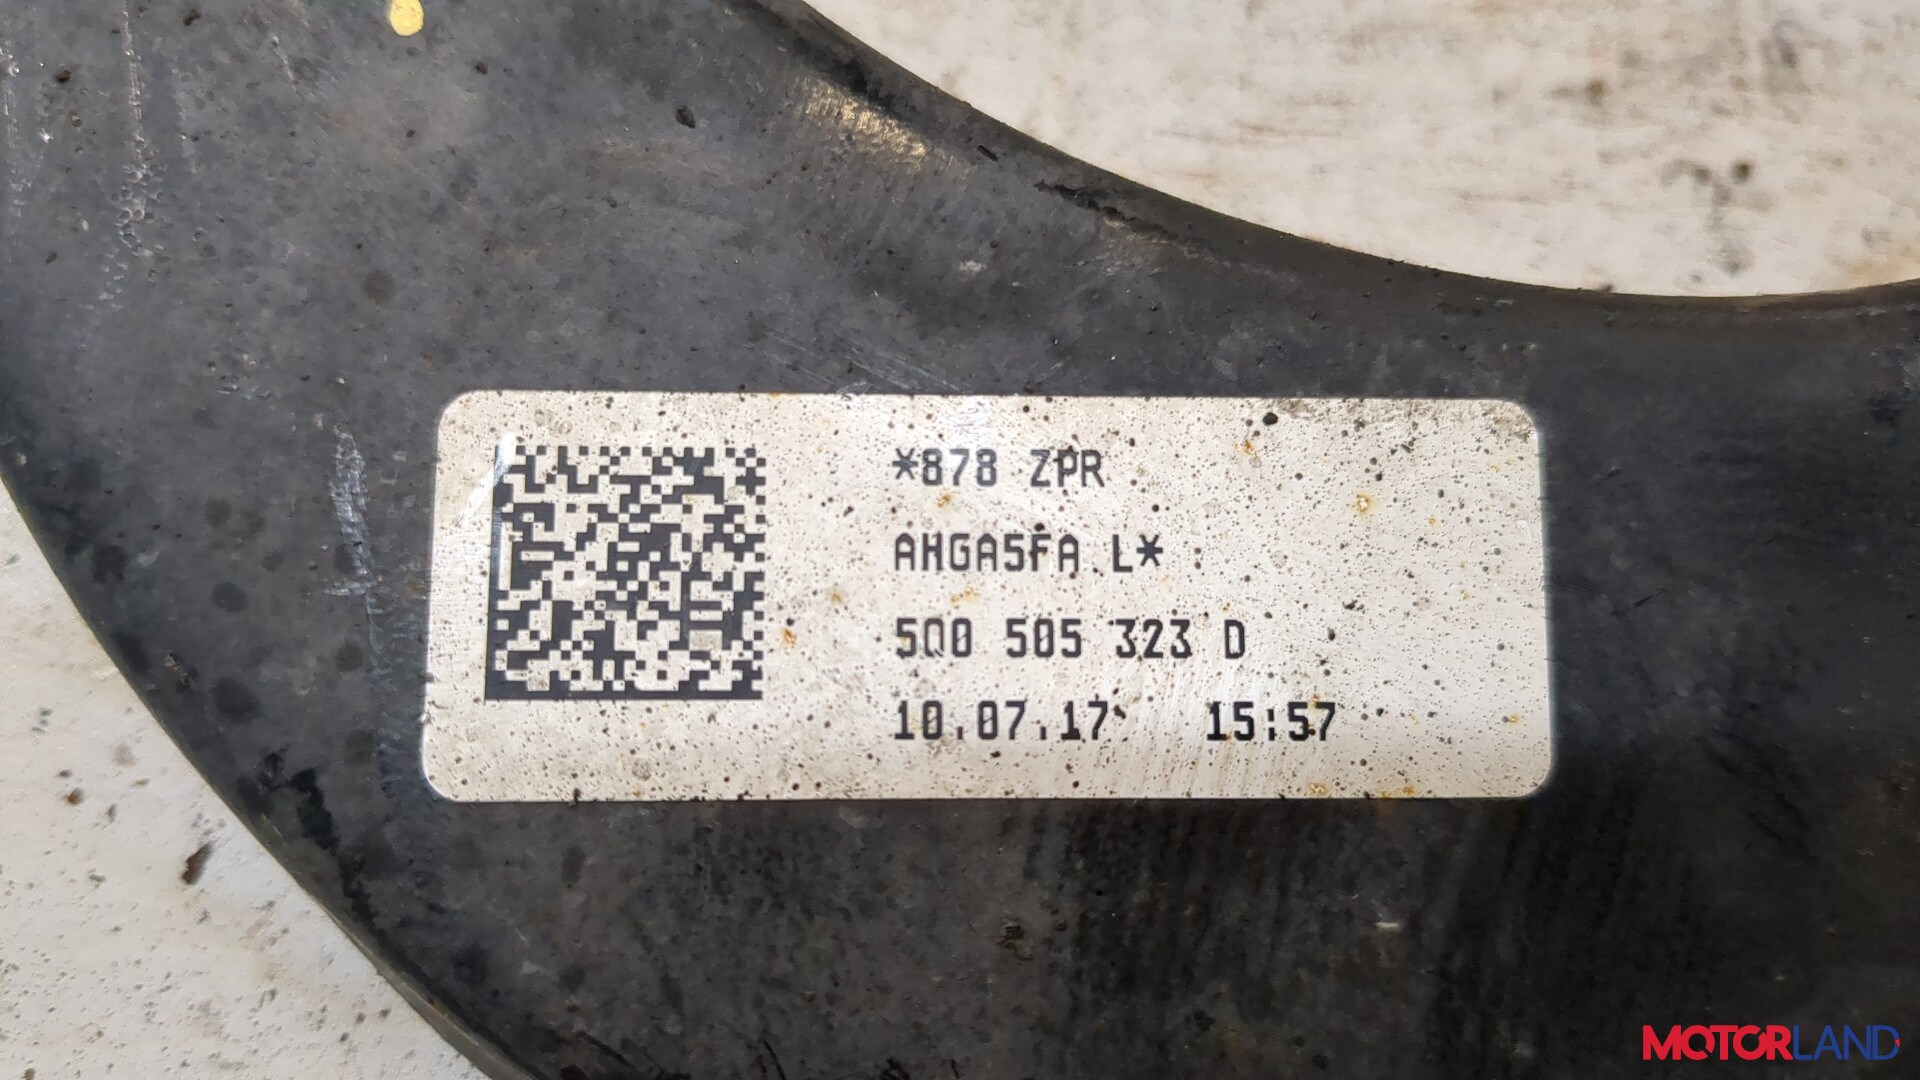 *878 ZPR
AHGA5FA L*
5Q0 505 323 D
10.07.17 15:57
MOTORLAND